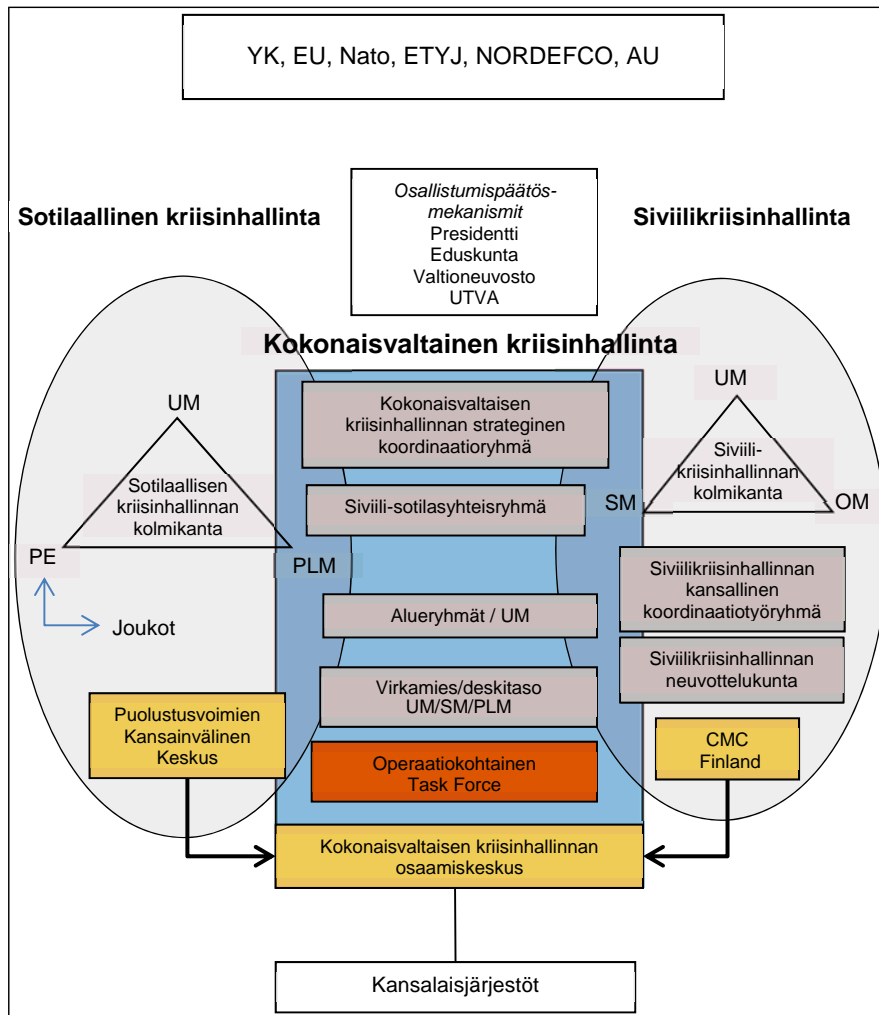 YK, EU, Nato, ETYJ, NORDEFCO, AU
Osallistumispäätös-
mekanismit
Presidentti
Eduskunta
Valtioneuvosto
UTVA
Sotilaallinen kriisinhallinta
Siviilikriisinhallinta
Kokonaisvaltainen kriisinhallinta
UM
Sotilaallisen
kriisinhallinnan
kolmikanta
PE
PLM
Joukot
Puolustusvoimien
Kansainvälinen
Keskus
Kokonaisvaltaisen
kriisinhallinnan strateginen
koordinaatioryhmä
Siviili-sotilasyhteisryhmä
Alueryhmät / UM
Virkamies/deskitaso
UM/SM/PLM
Operaatiokohtainen
Task Force
UM
Siviili-
kriisinhallinnan
kolmikanta
SM
OM
Siviilikriisinhallinnan
kansallinen
koordinaatiotyöryhmä
Siviilikriisinhallinnan
neuvottelukunta
CMC
Finland
Kokonaisvaltaisen kriisinhallinnan
osaamiskeskus
Kansalaisjärjestöt